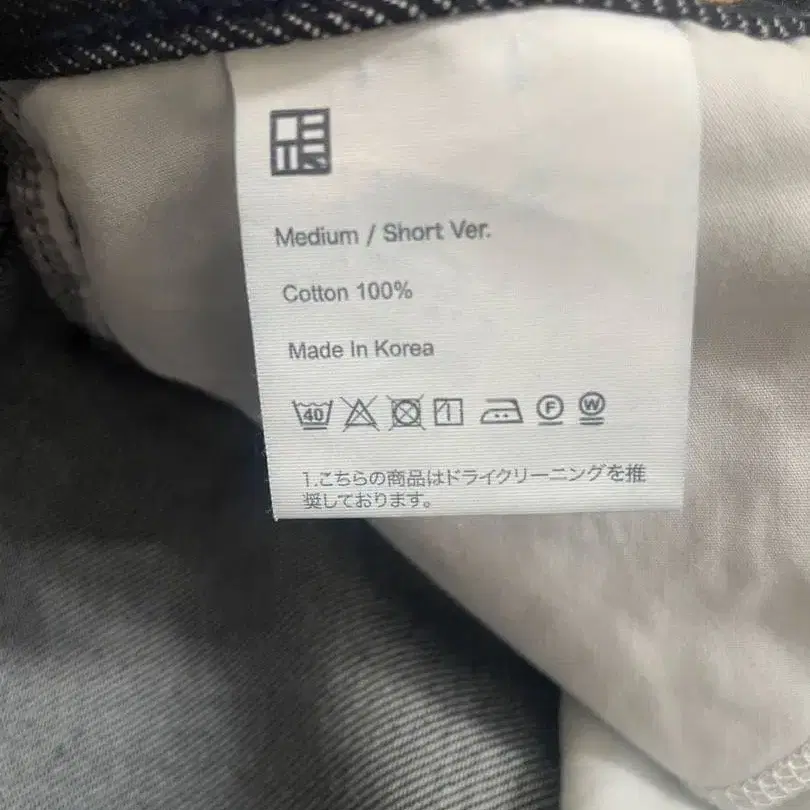 Medium / Short Ver.
Cotton 100%
Made In Korea
40 F W
1.こちらの商品はドライクリーニングを推
奨しております。